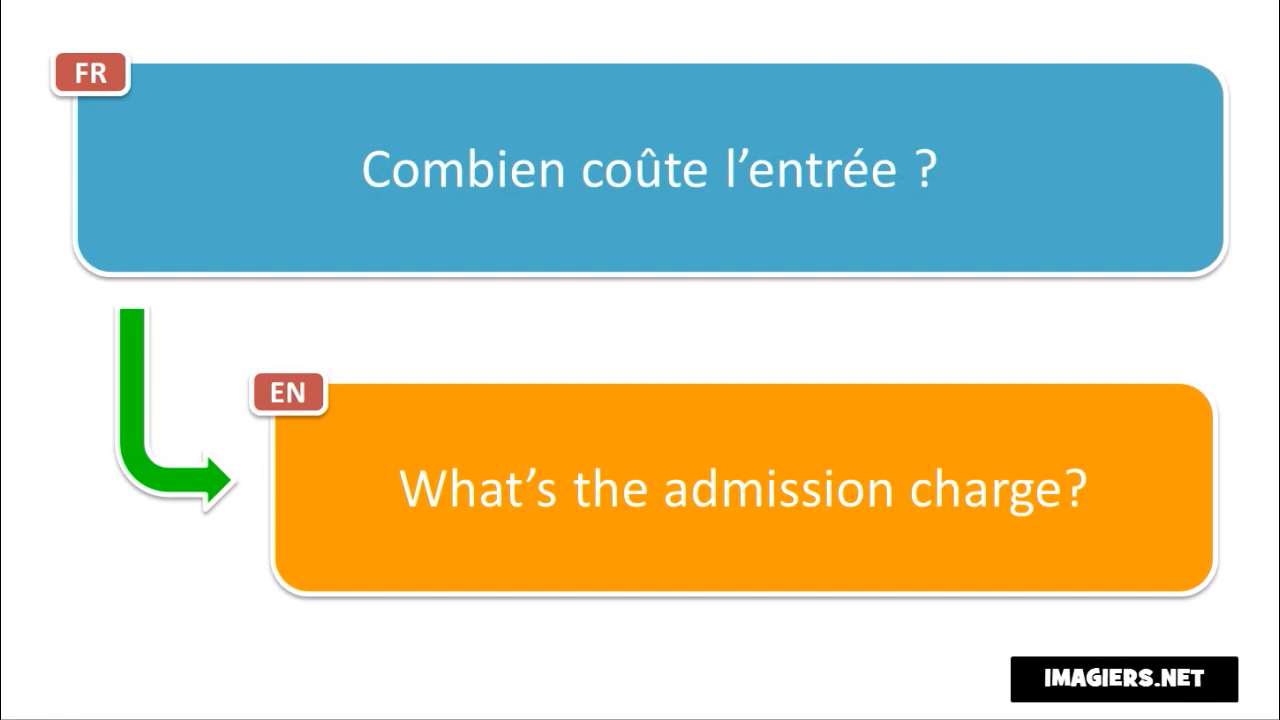 FR
Combien coûte l’entrée ?
EN
What’s the admission charge?
IMAGIERS.NET